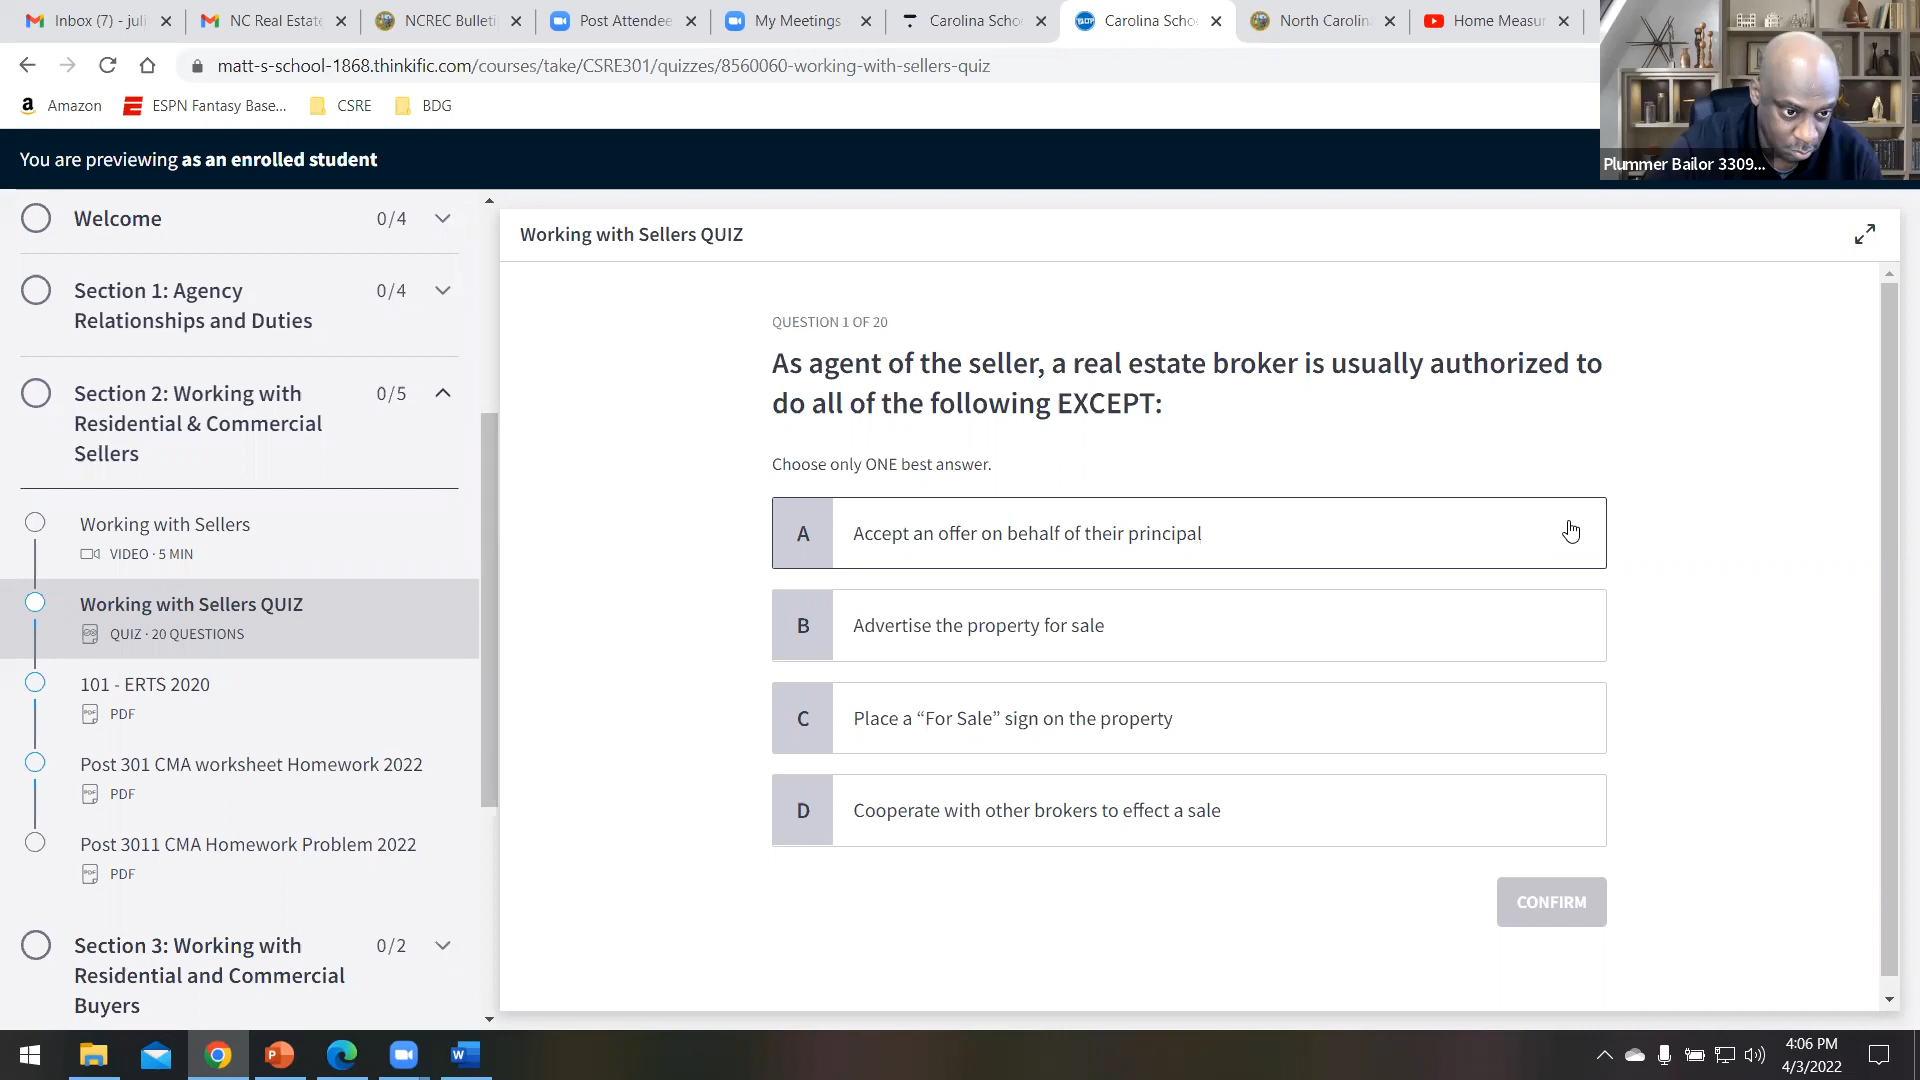 Inbox (7) - juli
NC Real Estate
NCREC Bulleti
Post Attendee
My Meetings
Carolina Scho
Carolina Scho
North Carolin
Home Measu
matt-s-school-1868.thinkific.com/courses/take/CSRE301/quizzes/8560060-working-with-sellers-quiz
Amazon
ESPN Fantasy Base...
CSRE
BDG
Plummer Bailor 3309...
You are previewing as an enrolled student
Welcome 0/4
Section 1: Agency 0/4
Relationships and Duties
Section 2: Working with 0/5
Residential & Commercial
Sellers
Working with Sellers
VIDEO · 5 MIN
Working with Sellers QUIZ
QUIZ · 20 QUESTIONS
101 - ERTS 2020
PDF
Post 301 CMA worksheet Homework 2022
PDF
Post 3011 CMA Homework Problem 2022
PDF
Section 3: Working with 0/2
Residential and Commercial
Buyers
Working with Sellers QUIZ
QUESTION 1 OF 20
As agent of the seller, a real estate broker is usually authorized to
do all of the following EXCEPT:
Choose only ONE best answer.
A Accept an offer on behalf of their principal
B Advertise the property for sale
C Place a “For Sale” sign on the property
D Cooperate with other brokers to effect a sale
CONFIRM
4:06 PM
4/3/2022